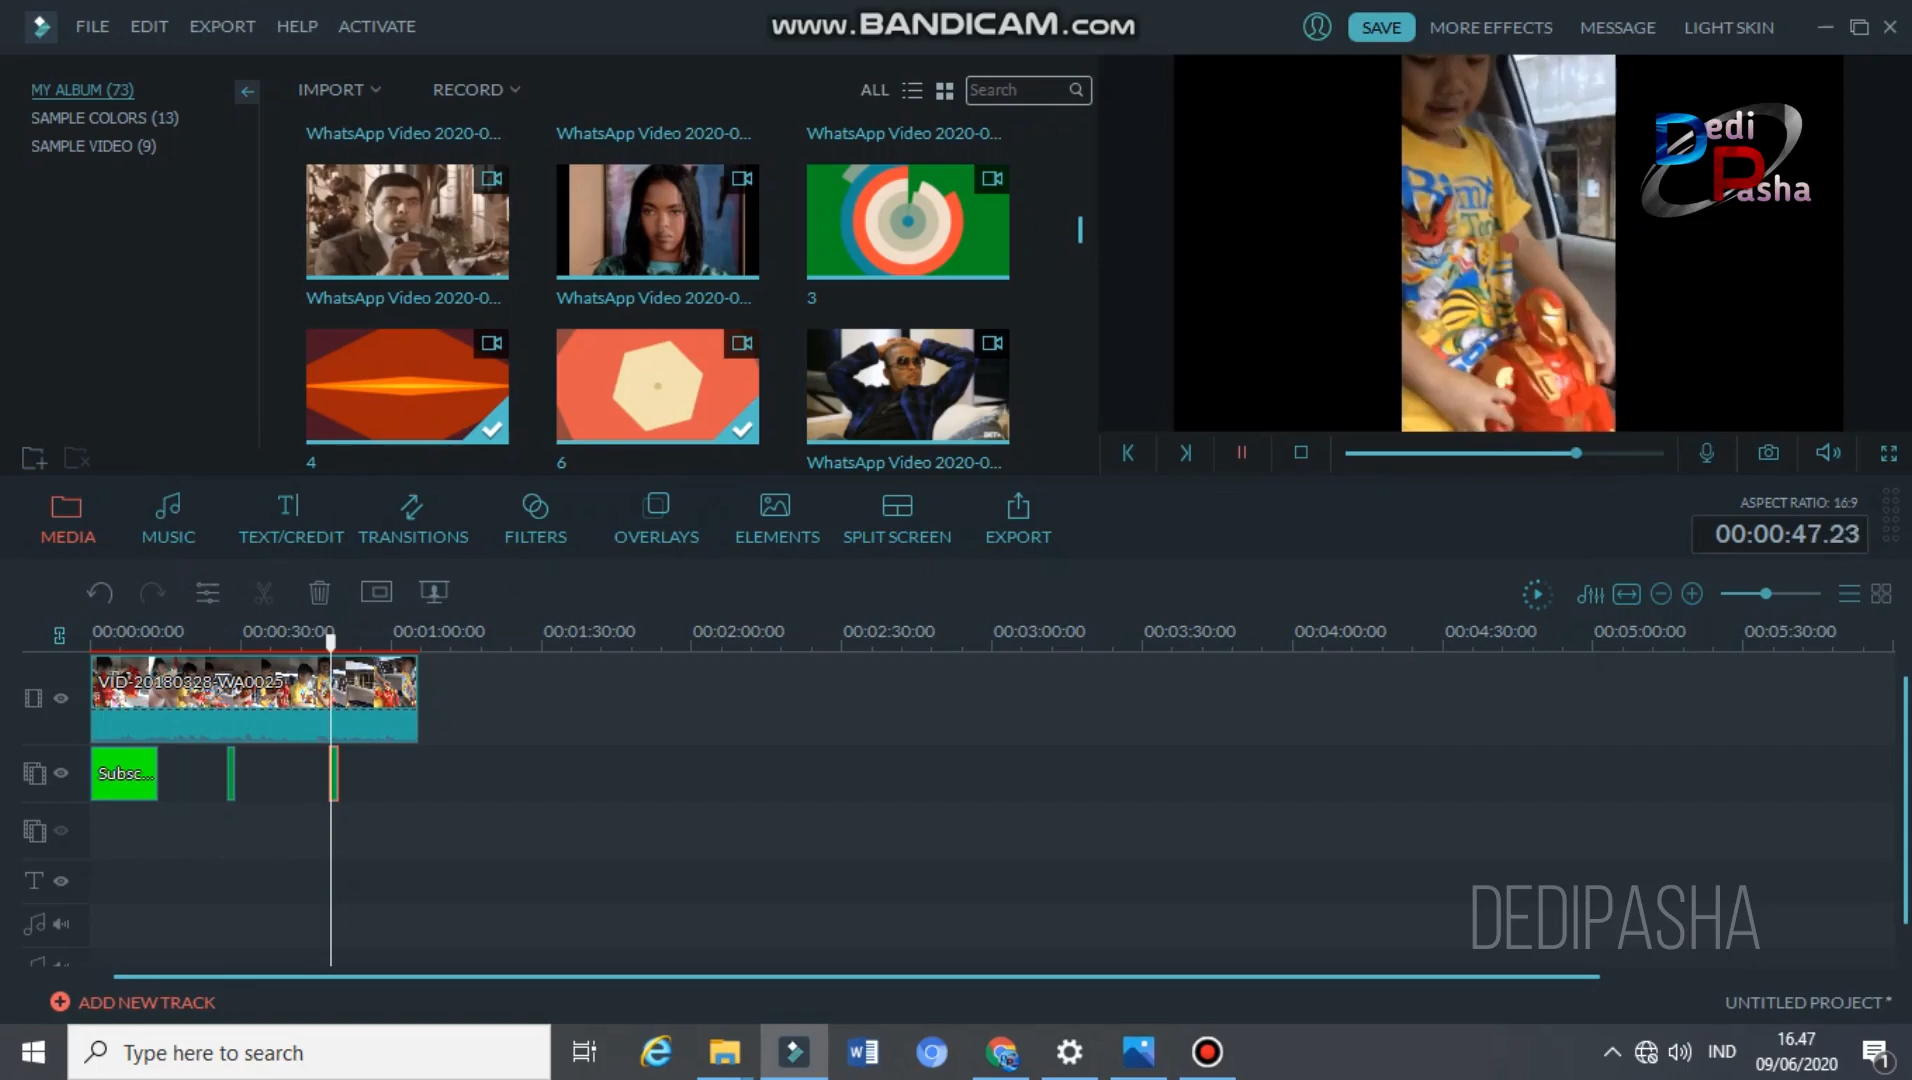 FILE EDIT EXPORT HELP ACTIVATE
www.BANDICAM.com
SAVE MORE EFFECTS MESSAGE LIGHT SKIN
MY ALBUM (73)
SAMPLE COLORS (13)
SAMPLE VIDEO (9)
IMPORT RECORD ALL Search
WhatsApp Video 2020-0... WhatsApp Video 2020-0... WhatsApp Video 2020-0...
WhatsApp Video 2020-0... WhatsApp Video 2020-0... 3
4 6 WhatsApp Video 2020-0...
Dedi
Pasha
MEDIA MUSIC TEXT/CREDIT TRANSITIONS FILTERS OVERLAYS ELEMENTS SPLIT SCREEN EXPORT
ASPECT RATIO: 16:9
00:00:47.23
00:00:00:00 00:00:30:00 00:01:00:00 00:01:30:00 00:02:00:00 00:02:30:00 00:03:00:00 00:03:30:00 00:04:00:00 00:04:30:00 00:05:00:00 00:05:30:00
VID-20180328-WA0025
Subsc...
DEDIPASHA
ADD NEW TRACK
UNTITLED PROJECT *
Type here to search
IND
16.47
09/06/2020
1